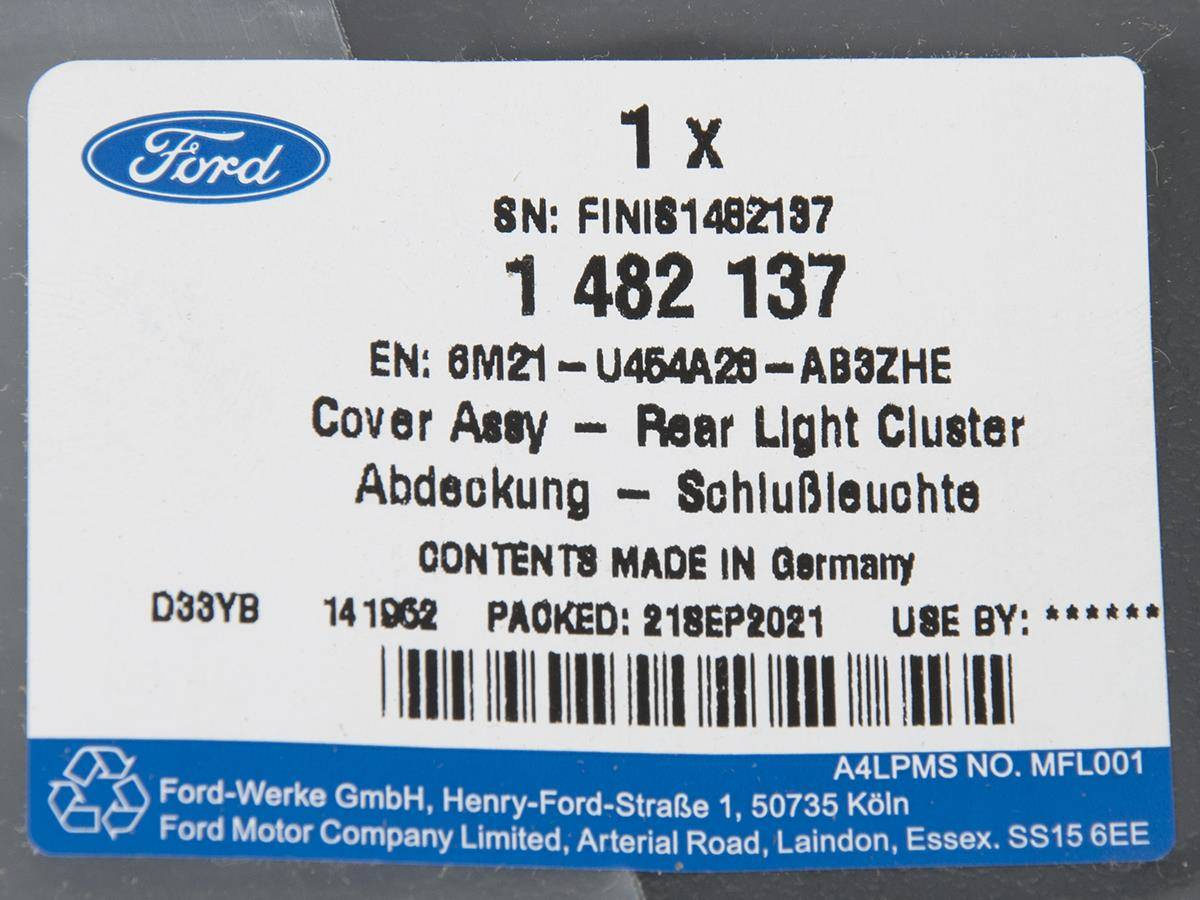 Ford
1 x
SN: FINIS1482137
1 482 137
EN: 6M21-U454A26-AB3ZHE
Cover Assy - Rear Light Cluster
Abdeckung - Schlußleuchte
CONTENTS MADE IN Germany
D33YB 141962 PACKED: 21SEP2021 USE BY: ******
A4LPMS NO. MFL001
Ford-Werke GmbH, Henry-Ford-Straße 1, 50735 Köln
Ford Motor Company Limited, Arterial Road, Laindon, Essex. SS15 6EE